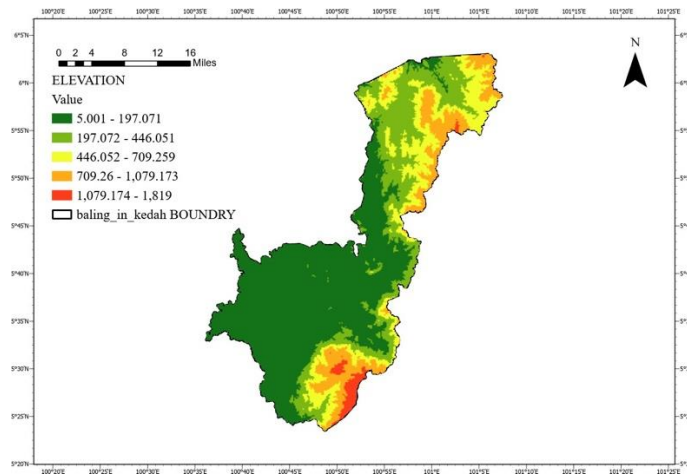 100°20'E 100°25'E 100°30'E 100°35'E 100°40'E 100°45'E 100°50'E 100°55'E 101°E 101°5'E 101°10'E 101°15'E 101°20'E 101°25'E
6°5'N
6°N
5°55'N
5°50'N
5°45'N
5°40'N
5°35'N
5°30'N
5°25'N
5°20'N
0 2 4 8 12 16
Miles
ELEVATION
Value
5.001 - 197.071
197.072 - 446.051
446.052 - 709.259
709.26 - 1,079.173
1,079.174 - 1,819
baling_in_kedah BOUNDRY
N
100°20'E 100°25'E 100°30'E 100°35'E 100°40'E 100°45'E 100°50'E 100°55'E 101°E 101°5'E 101°10'E 101°15'E 101°20'E 101°25'E